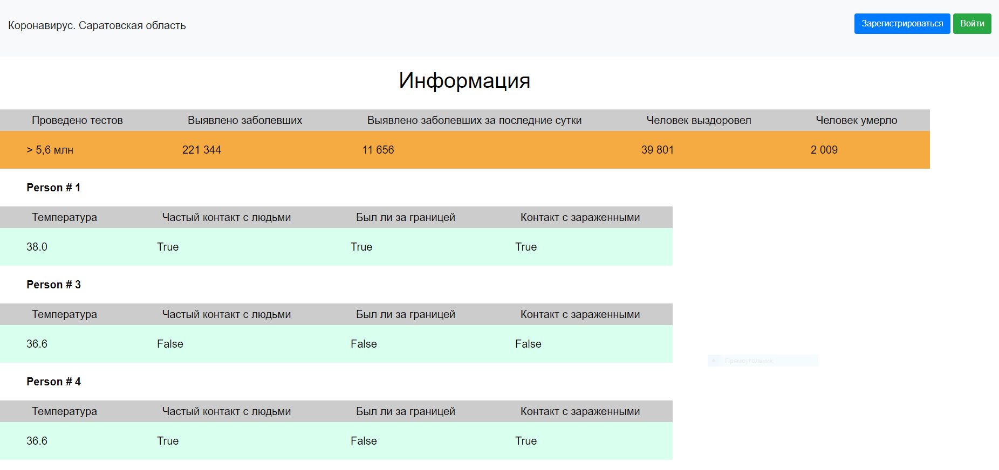 Коронавирус. Саратовская область
Зарегистрироваться
Войти
Информация
Проведено тестов Выявлено заболевших Выявлено заболевших за последние сутки Человек выздоровел Человек умерло
> 5,6 млн 221 344 11 656 39 801 2 009
Person # 1
Температура Частый контакт с людьми Был ли за границей Контакт с зараженными
38.0 True True True
Person # 3
Температура Частый контакт с людьми Был ли за границей Контакт с зараженными
36.6 False False False
Прямоугольник
Person # 4
Температура Частый контакт с людьми Был ли за границей Контакт с зараженными
36.6 True False True